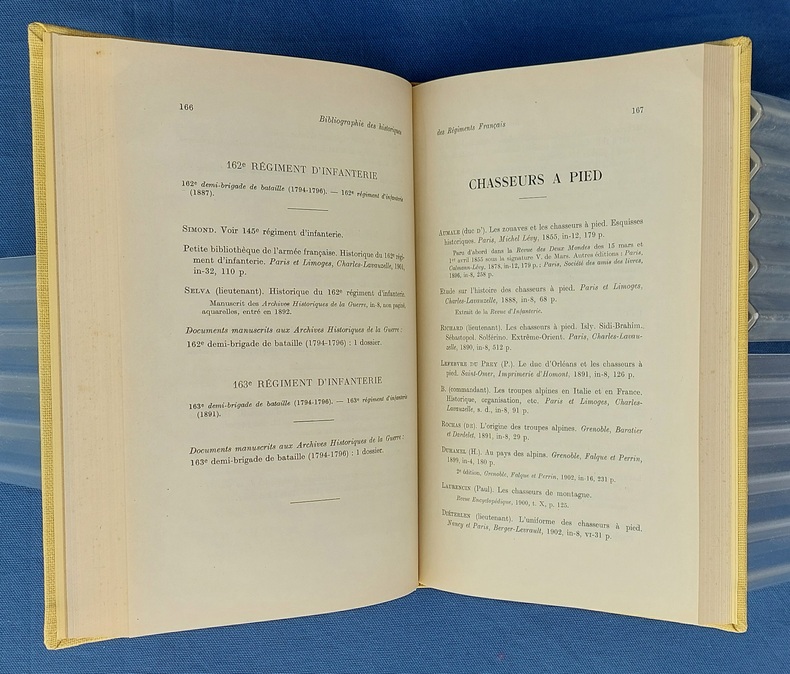 166
Bibliographie des historiques
162e RÉGIMENT D'INFANTERIE
162e demi-brigade de bataille (1794-1796). — 162e régiment d'infanterie
(1887).
SIMOND. Voir 145e régiment d'infanterie.
Petite bibliothèque de l'armée française. Historique du 162e régi-
ment d'infanterie. Paris et Limoges, Charles-Lavauzelle, 1901,
in-32, 110 p.
SELVA (lieutenant). Historique du 162e régiment d'infanterie.
Manuscrit des Archives Historiques de la Guerre, in-8, non paginé,
aquarelles, entré en 1892.
Documents manuscrits aux Archives Historiques de la Guerre :
162e demi-brigade de bataille (1794-1796) : 1 dossier.
163e RÉGIMENT D'INFANTERIE
163e demi-brigade de bataille (1794-1796). — 163e régiment d'infanterie
(1891).
Documents manuscrits aux Archives Historiques de la Guerre :
163e demi-brigade de bataille (1794-1796) : 1 dossier.
167
des Régiments Français
CHASSEURS A PIED
AUMALE (duc D'). Les zouaves et les chasseurs à pied. Esquisses
historiques. Paris, Michel Lévy, 1855, in-12, 179 p.
Paru d'abord dans la Revue des Deux Mondes des 15 mars et
1er avril 1855 sous la signature V. de Mars. Autres éditions : Paris,
Calmann-Lévy, 1878, in-12, 179 p.; Paris, Société des amis des livres,
1896, in-8, 258 p.
Etude sur l'histoire des chasseurs à pied. Paris et Limoges,
Charles-Lavauzelle, 1888, in-8, 68 p.
Extrait de la Revue d'Infanterie.
RICHARD (lieutenant). Les chasseurs à pied. Isly. Sidi-Brahim.
Sébastopol. Solférino. Extrême-Orient. Paris, Charles-Lavau-
zelle, 1890, in-8, 512 p.
LEFEBVRE DU PREY (P.). Le duc d'Orléans et les chasseurs à
pied. Saint-Omer, Imprimerie d'Homont, 1891, in-8, 126 p.
B. (commandant). Les troupes alpines en Italie et en France.
Historique, organisation, etc. Paris et Limoges, Charles-
Lavauzelle, s. d., in-8, 91 p.
ROCHAS (DE). L'origine des troupes alpines. Grenoble, Baratier
et Dardelet, 1891, in-8, 29 p.
DUHAMEL (H.). Au pays des alpins. Grenoble, Falque et Perrin,
1899, in-4, 180 p.
2e édition, Grenoble, Falque et Perrin, 1902, in-16, 231 p.
LAURENCIN (Paul). Les chasseurs de montagne.
Revue Encyclopédique, 1900, t. X, p. 125.
DIETERLEN (lieutenant). L'uniforme des chasseurs à pied.
Nancy et Paris, Berger-Levrault, 1902, in-8, VI-31 p.